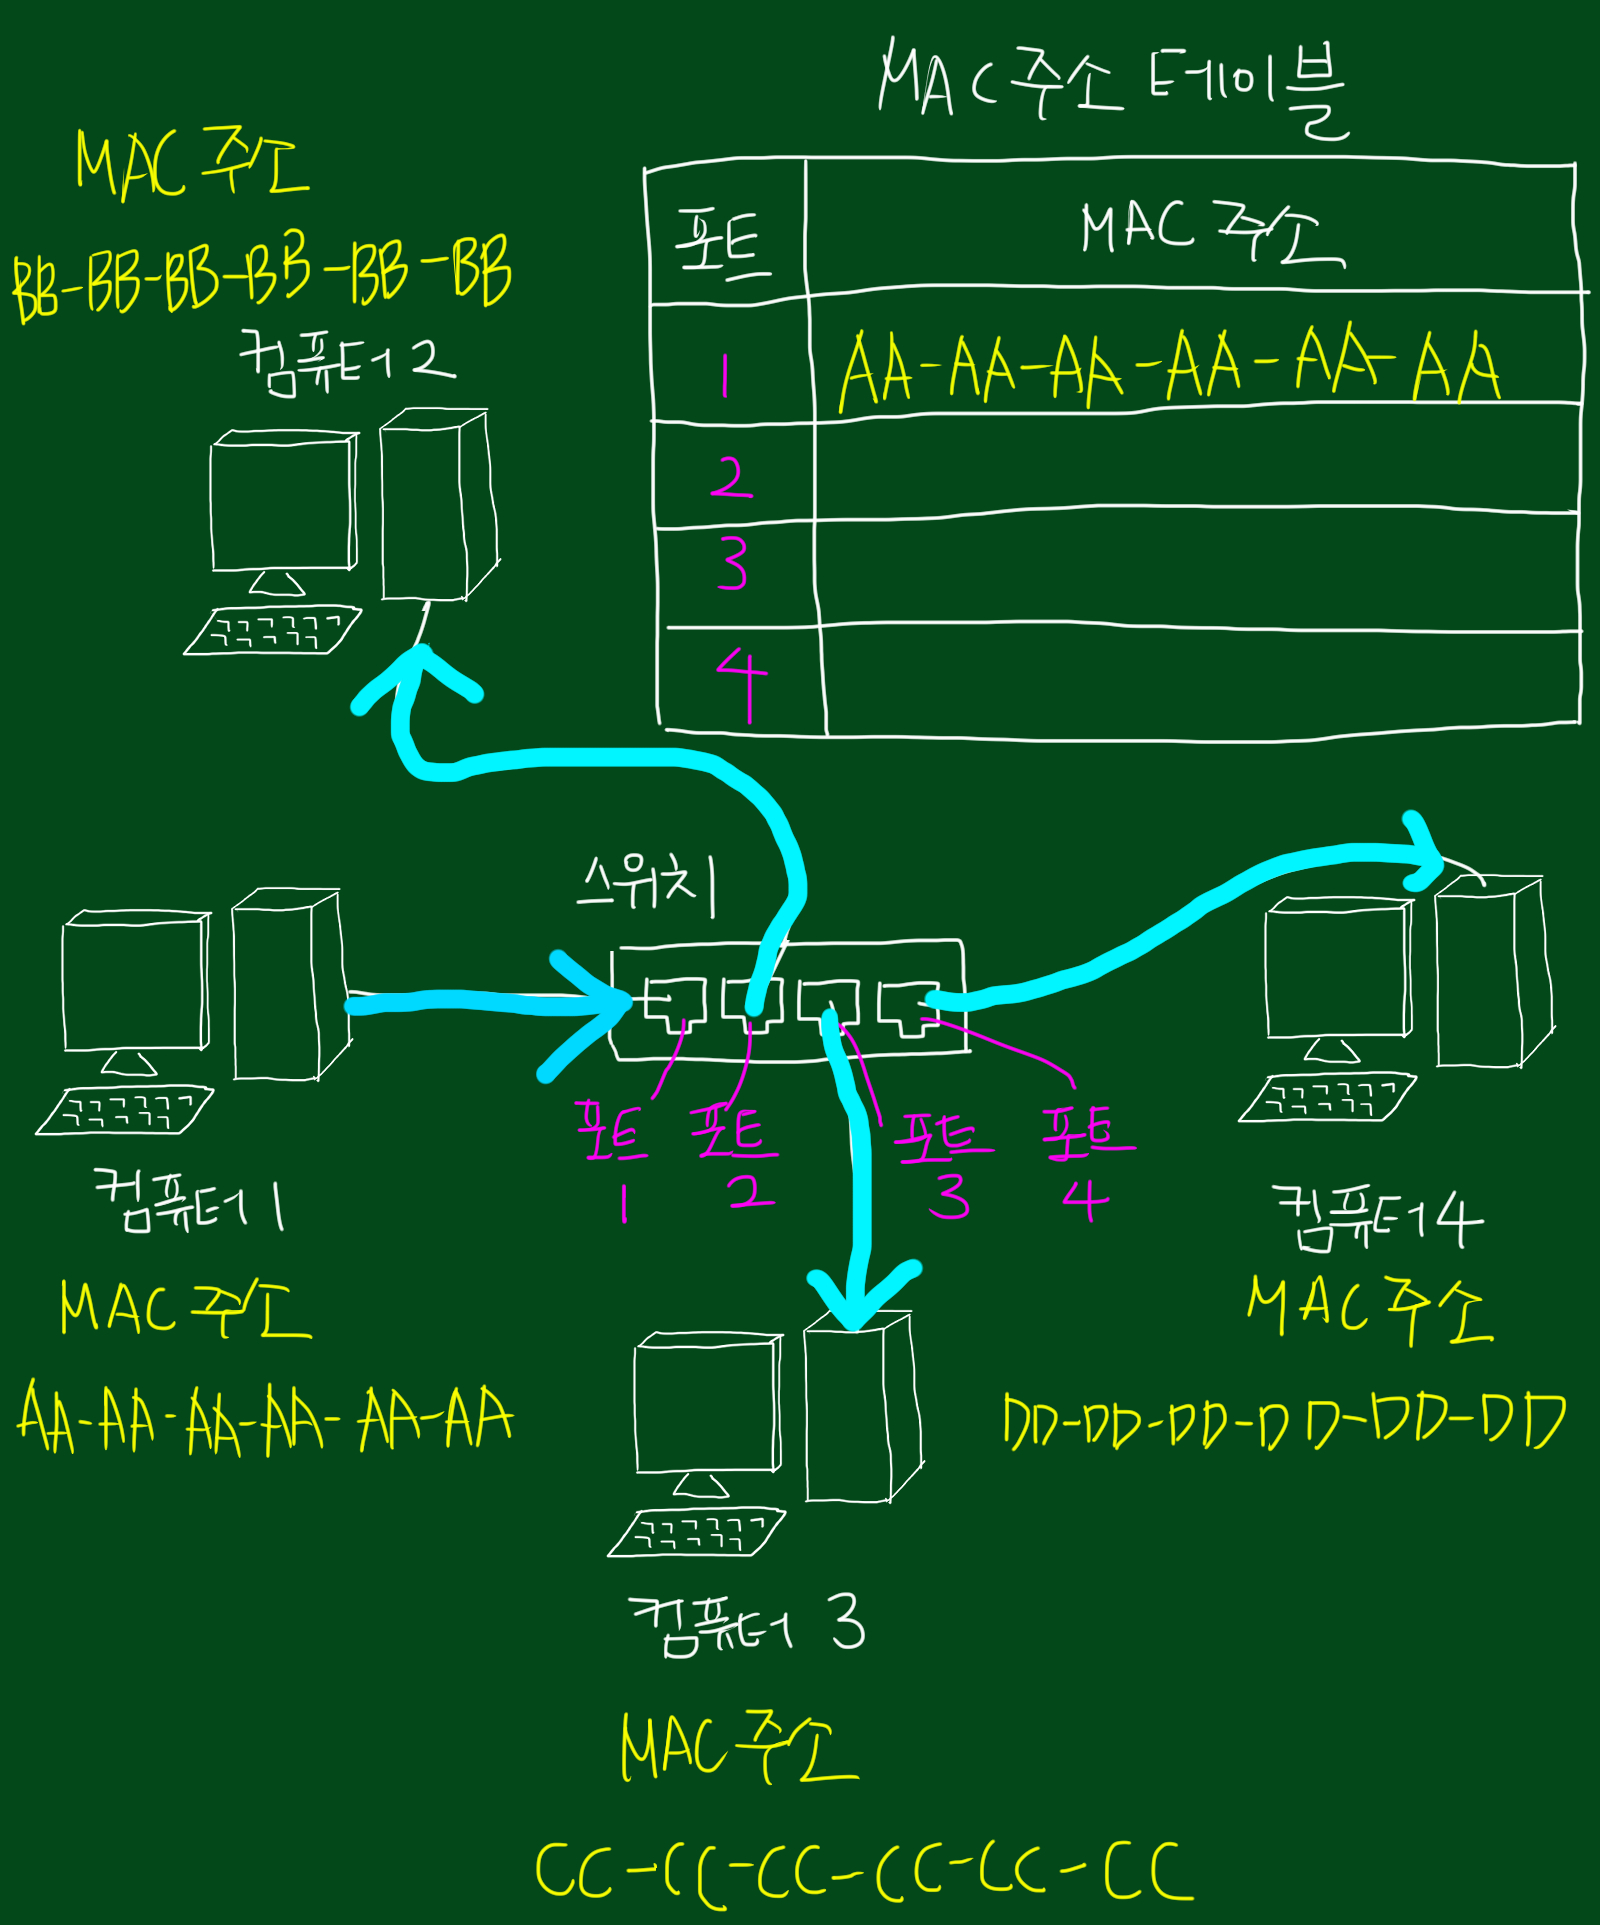 MAC 주소 테이블
포트 MAC 주소
1 AA-AA-AA-AA-AA-AA
2
3
4
MAC 주소
BB-BB-BB-BB-BB-BB
컴퓨터 2
스위치
포트 1
포트 2
포트 3
포트 4
컴퓨터 1
MAC 주소
AA-AA-AA-AA-AA-AA
컴퓨터 4
MAC 주소
DD-DD-DD-DD-DD-DD
컴퓨터 3
MAC 주소
CC-CC-CC-CC-CC-CC